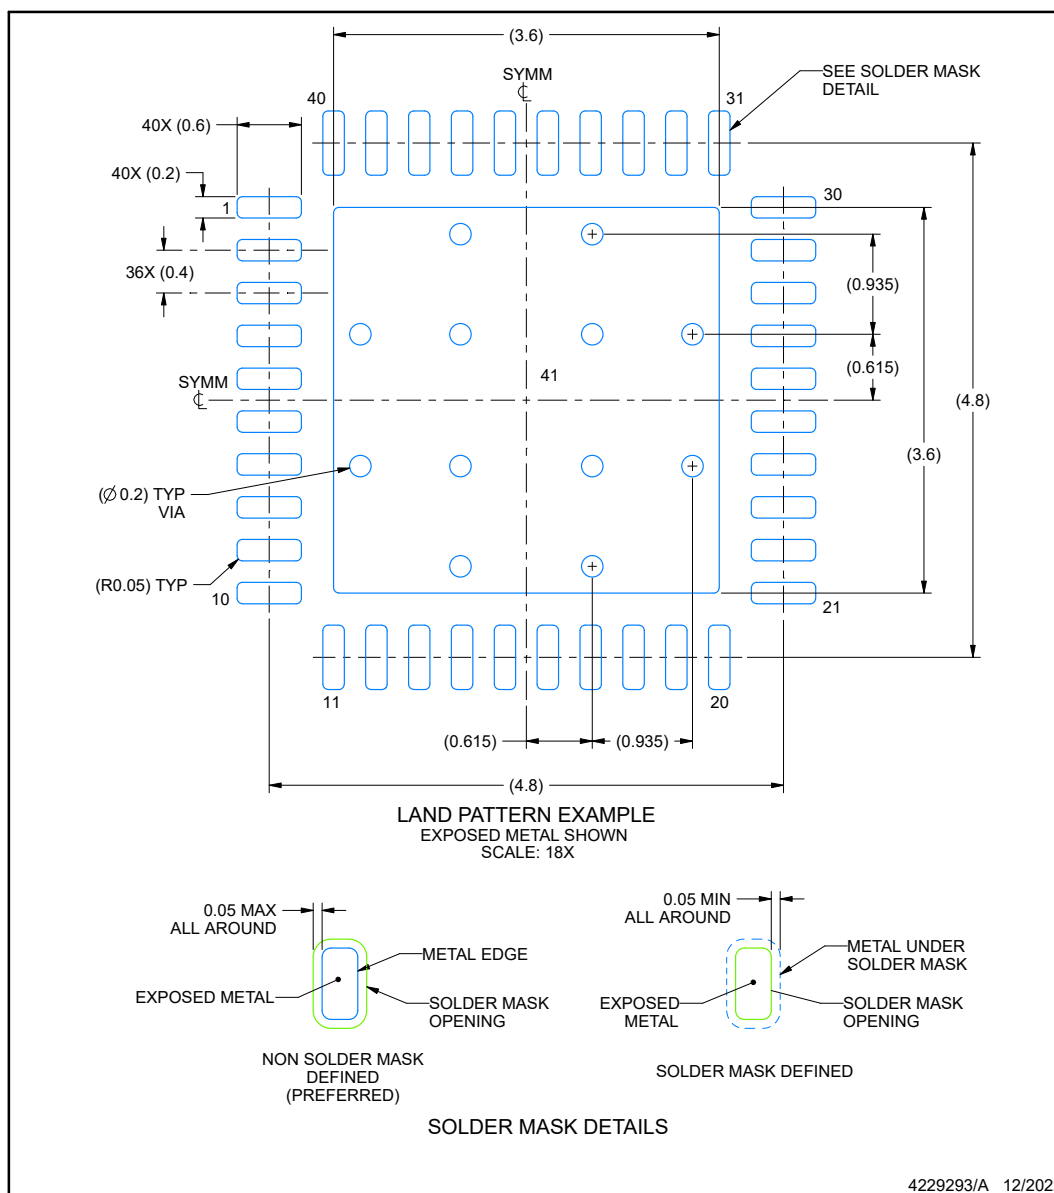 (3.6)
SYMM
℄
SEE SOLDER MASK
DETAIL
40
31
40X (0.6)
40X (0.2)
1
30
36X (0.4)
(0.935)
(0.615)
41
SYMM
℄
(4.8)
(3.6)
(∅ 0.2) TYP
VIA
(R0.05) TYP
10
21
11
20
(0.615)
(0.935)
(4.8)
LAND PATTERN EXAMPLE
EXPOSED METAL SHOWN
SCALE: 18X
0.05 MAX
ALL AROUND
METAL EDGE
EXPOSED METAL
SOLDER MASK
OPENING
NON SOLDER MASK
DEFINED
(PREFERRED)
0.05 MIN
ALL AROUND
METAL UNDER
SOLDER MASK
EXPOSED
METAL
SOLDER MASK
OPENING
SOLDER MASK DEFINED
SOLDER MASK DETAILS
4229293/A 12/202